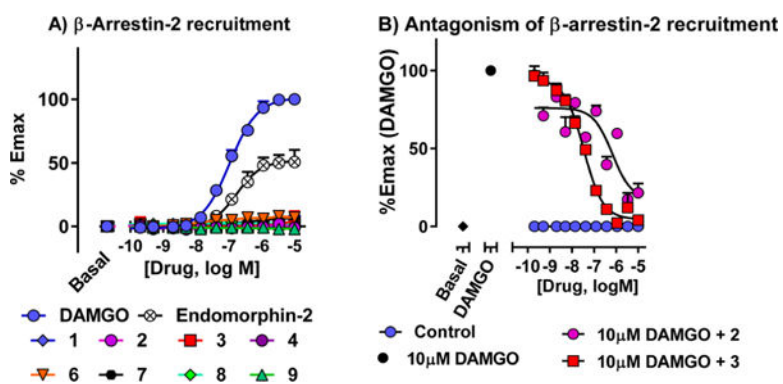 A) β-Arrestin-2 recruitment
% Emax
100
50
0
Basal
-10 -9 -8 -7 -6 -5
[Drug, log M]
DAMGO Endomorphin-2
1 2 3 4
6 7 8 9
B) Antagonism of β-arrestin-2 recruitment
%Emax (DAMGO)
100
50
0
Basal
DAMGO
-10 -9 -8 -7 -6 -5
[Drug, logM]
Control 10μM DAMGO + 2
10μM DAMGO 10μM DAMGO + 3